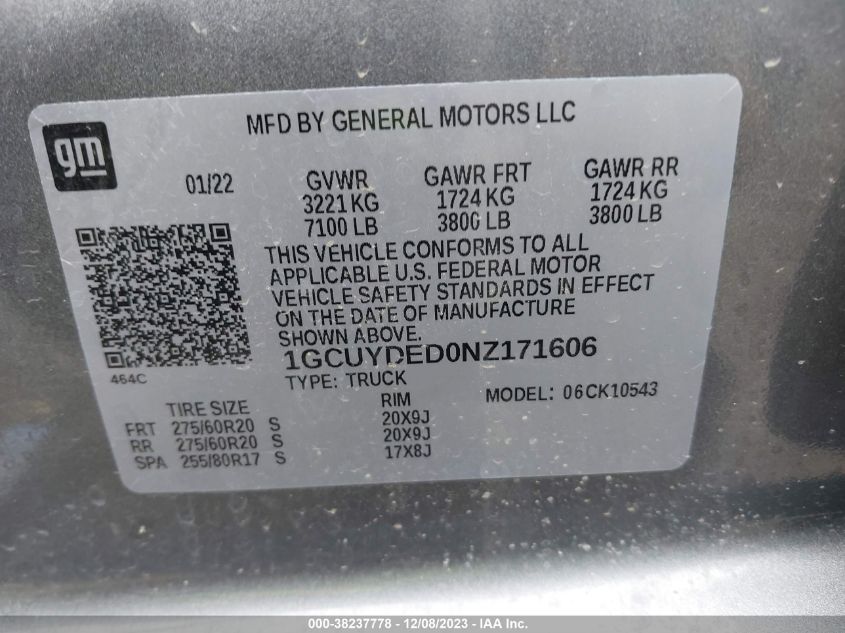 MFD BY GENERAL MOTORS LLC
gm
01/22 GVWR GAWR FRT GAWR RR
3221 KG 1724 KG 1724 KG
7100 LB 3800 LB 3800 LB
THIS VEHICLE CONFORMS TO ALL
APPLICABLE U.S. FEDERAL MOTOR
VEHICLE SAFETY STANDARDS IN EFFECT
ON THE DATE OF MANUFACTURE
SHOWN ABOVE.
1GCUYDED0NZ171606
464C
TYPE: TRUCK MODEL: 06CK10543
TIRE SIZE RIM
FRT 275/60R20 S 20X9J
RR 275/60R20 S 20X9J
SPA 255/80R17 S 17X8J
000-38237778 - 12/08/2023 - IAA Inc.